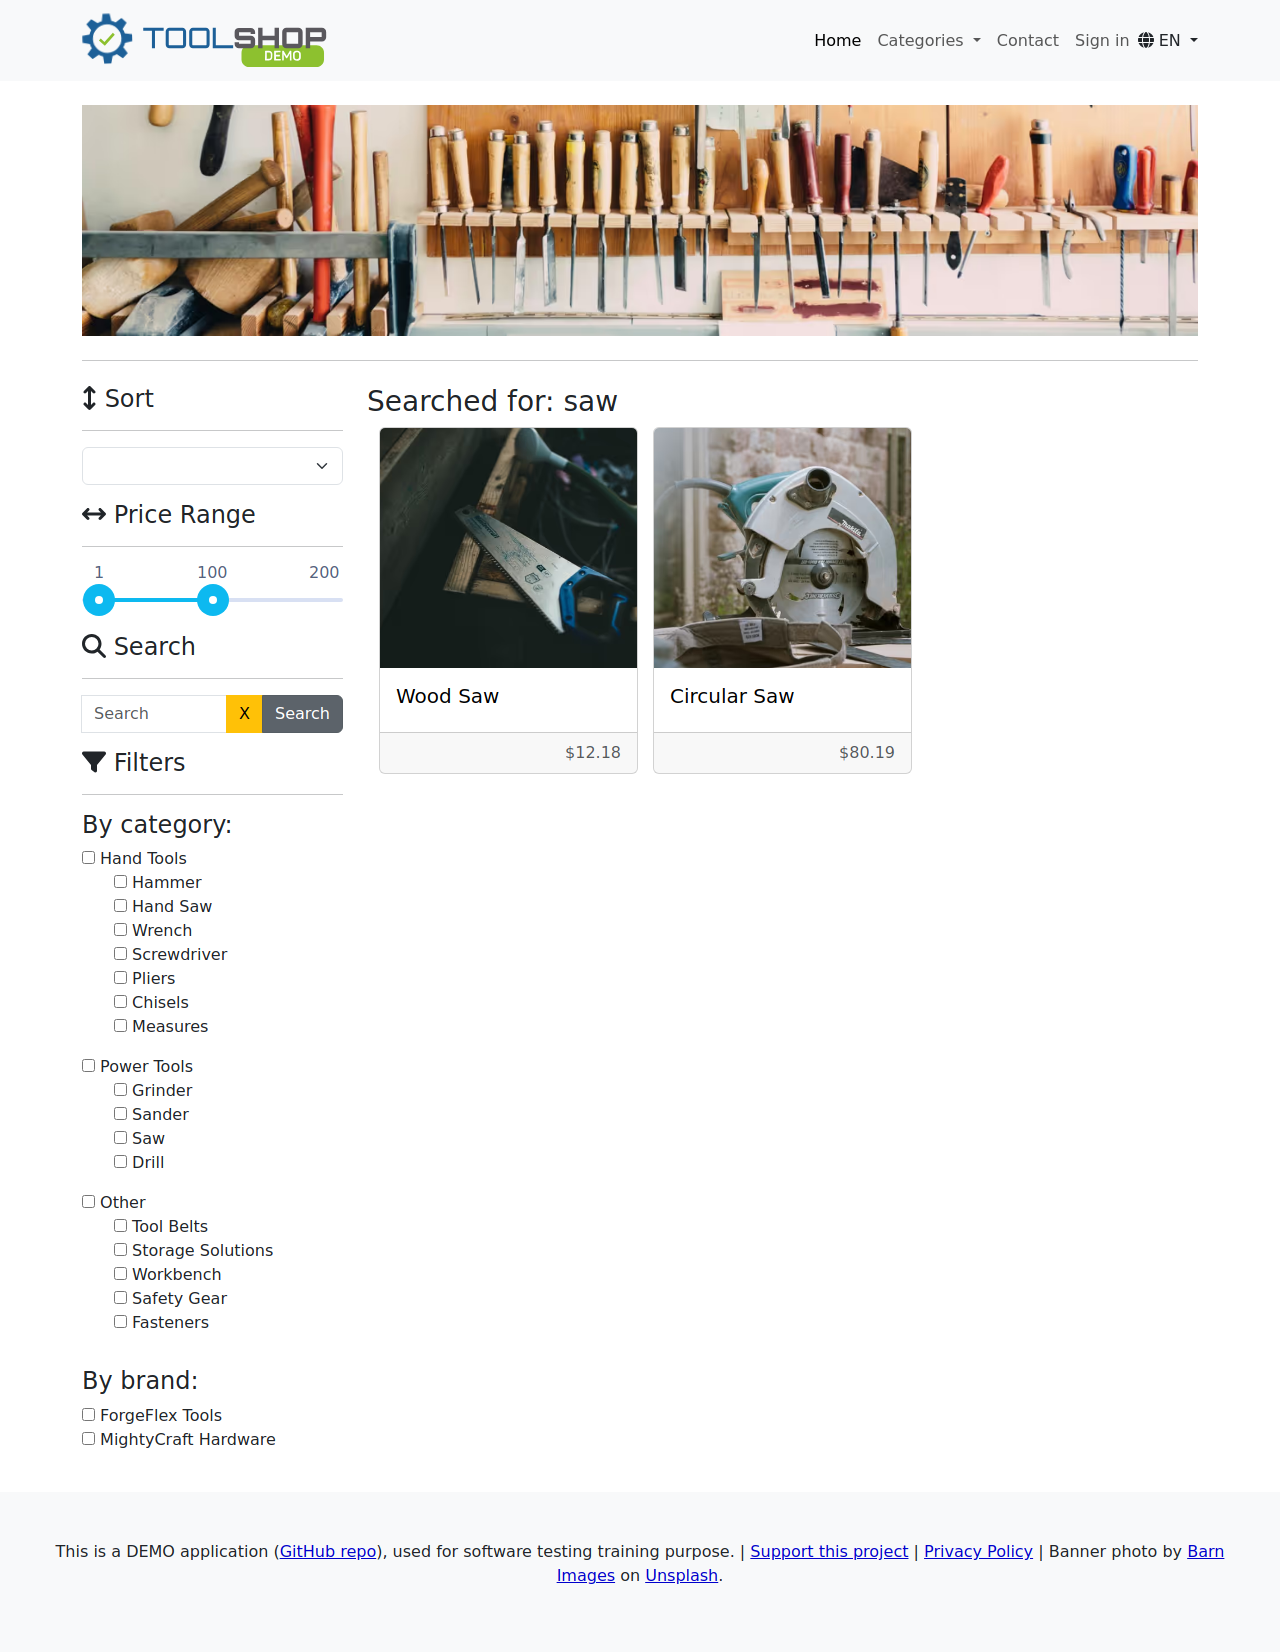 TOOLSHOP
DEMO
Home Categories Contact Sign in EN
Sort
Price Range
1 100 200
Search
Search X Search
Filters
By category:
Hand Tools
Hammer
Hand Saw
Wrench
Screwdriver
Pliers
Chisels
Measures
Power Tools
Grinder
Sander
Saw
Drill
Other
Tool Belts
Storage Solutions
Workbench
Safety Gear
Fasteners
By brand:
ForgeFlex Tools
MightyCraft Hardware
Searched for: saw
Wood Saw
$12.18
makita
Circular Saw
$80.19
This is a DEMO application (GitHub repo), used for software testing training purpose. | Support this project | Privacy Policy | Banner photo by Barn
Images on Unsplash.